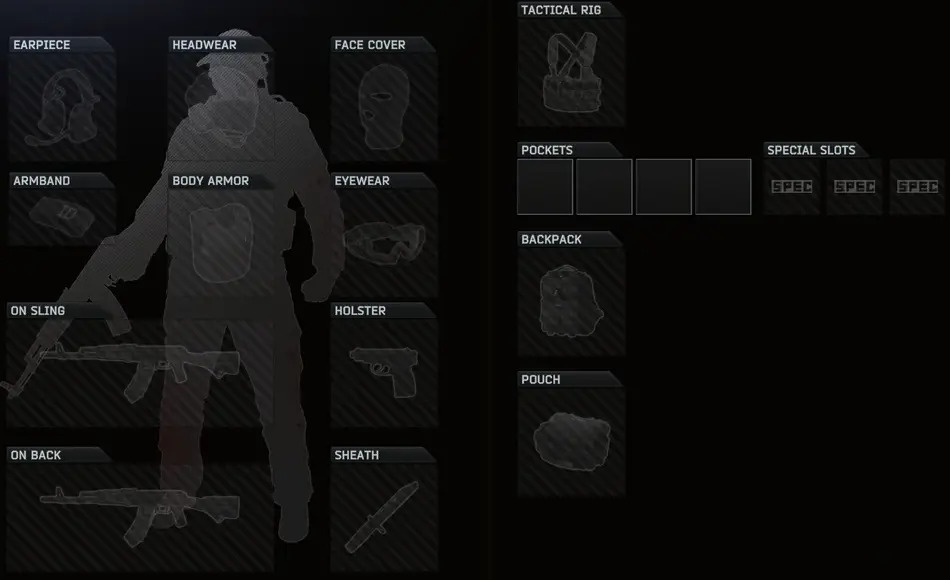 EARPIECE
HEADWEAR
FACE COVER
ARMBAND
BODY ARMOR
EYEWEAR
ON SLING
HOLSTER
ON BACK
SHEATH
TACTICAL RIG
POCKETS
SPECIAL SLOTS
SPEC SPEC SPEC
BACKPACK
POUCH